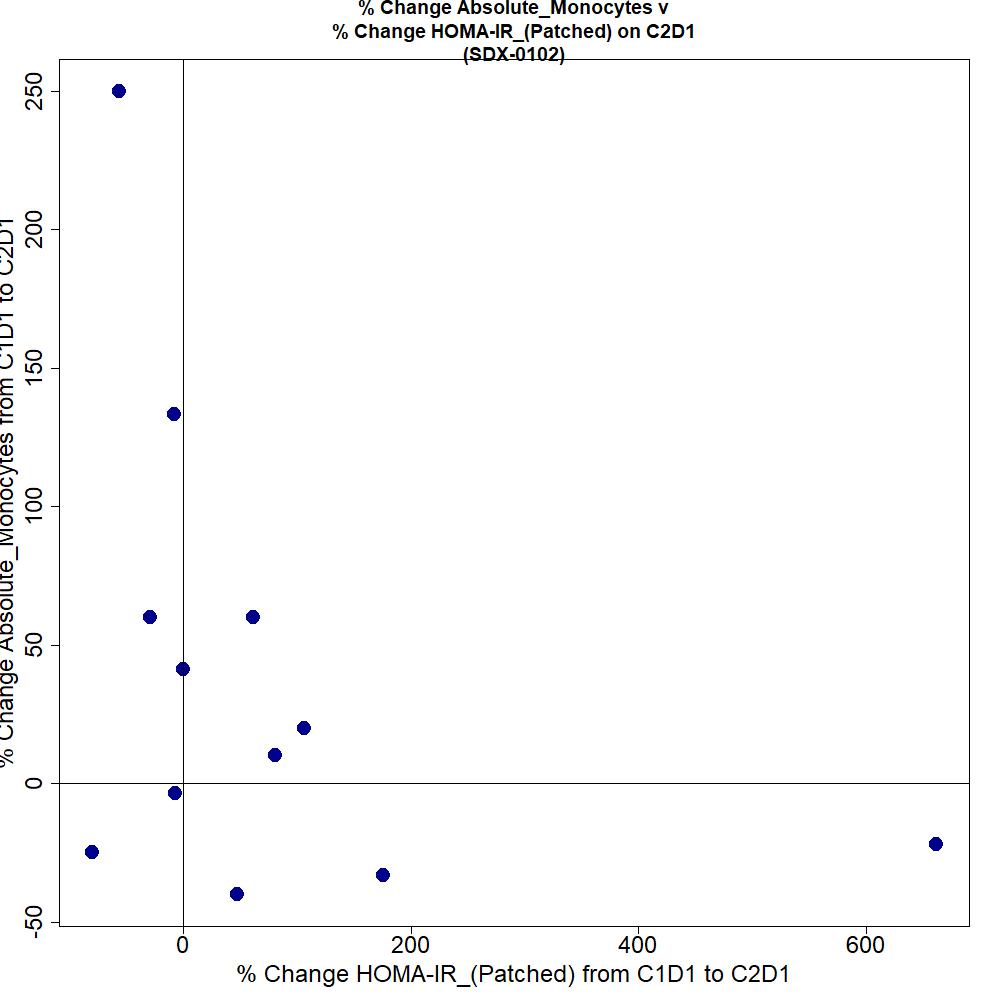 % Change Absolute_Monocytes v
% Change HOMA-IR_(Patched) on C2D1
(SDX-0102)
% Change Absolute_Monocytes from C1D1 to C2D1
250
200
150
100
50
0
-50
0
200
400
600
% Change HOMA-IR_(Patched) from C1D1 to C2D1